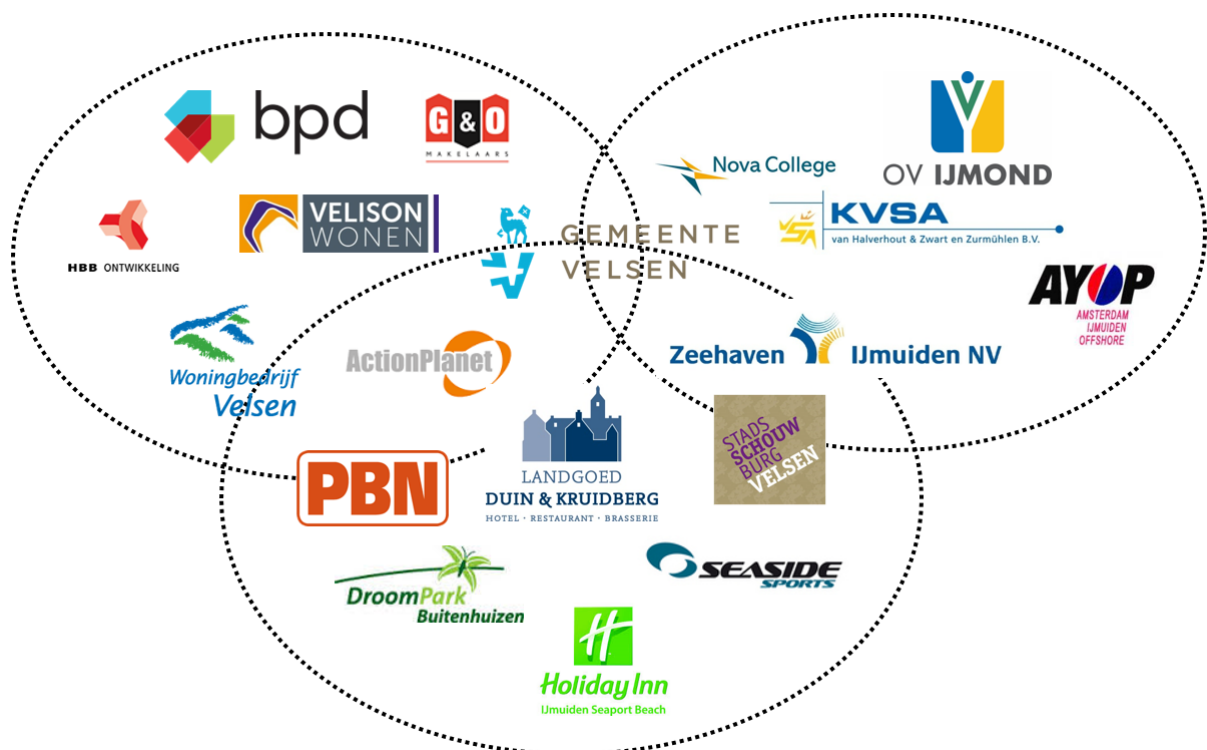 bpd
G&O
MAKELAARS
Nova College
OV IJMOND
HBB ONTWIKKELING
VELISON
WONEN
GEMEENTE
VELSEN
KVSA
van Halverhout & Zwart en Zurmühlen B.V.
AYOP
AMSTERDAM
IJMUIDEN
OFFSHORE
Woningbedrijf
Velsen
ActionPlanet
Zeehaven IJmuiden NV
PBN
LANDGOED
DUIN & KRUIDBERG
HOTEL · RESTAURANT · BRASSERIE
STADS
SCHOUW
BURG
VELSEN
DroomPark
Buitenhuizen
SEASIDE
SPORTS
H
Holiday Inn
IJmuiden Seaport Beach